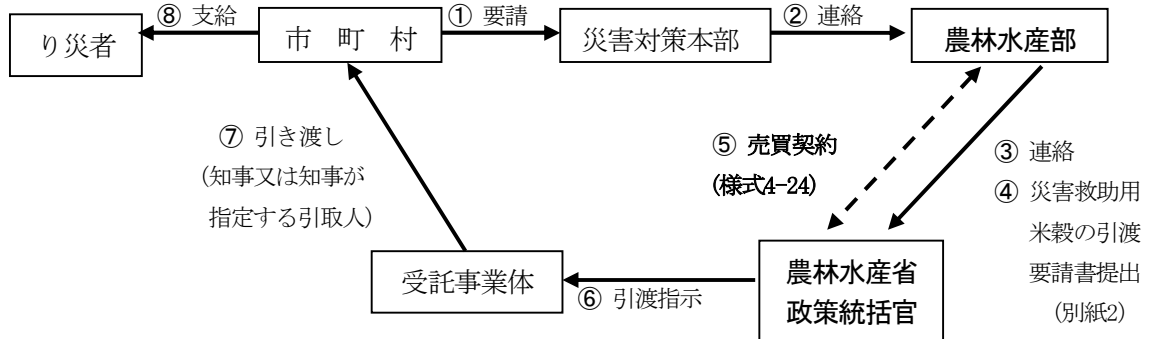 ⑧ 支給
① 要請
② 連絡
り災者
市 町 村
災害対策本部
農林水産部
⑦ 引き渡し
(知事又は知事が
指定する引取人)
⑤ 売買契約
(様式4-24)
③ 連絡
④ 災害救助用
米穀の引渡
要請書提出
(別紙2)
受託事業体
⑥ 引渡指示
農林水産省
政策統括官